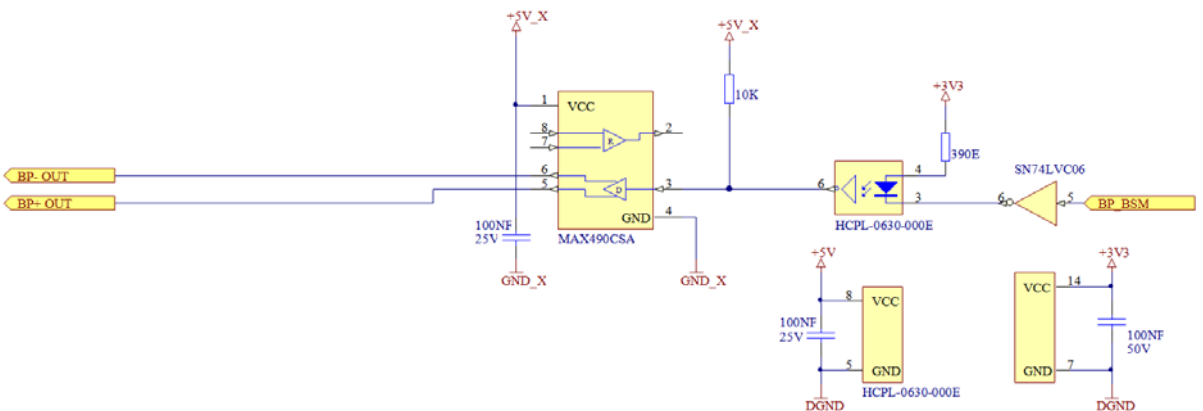 +5V_X
+5V_X
10K
+3V3
390E
1 VCC
8
7
R
2
6
5
D
3
GND 4
MAX490CSA
100NF
25V
GND_X
GND_X
BP- OUT
BP+ OUT
6
4
3
HCPL-0630-000E
SN74LVC06
6
5
BP_BSM
+5V
8 VCC
100NF
25V
5 GND
HCPL-0630-000E
DGND
+3V3
VCC 14
100NF
50V
GND 7
DGND